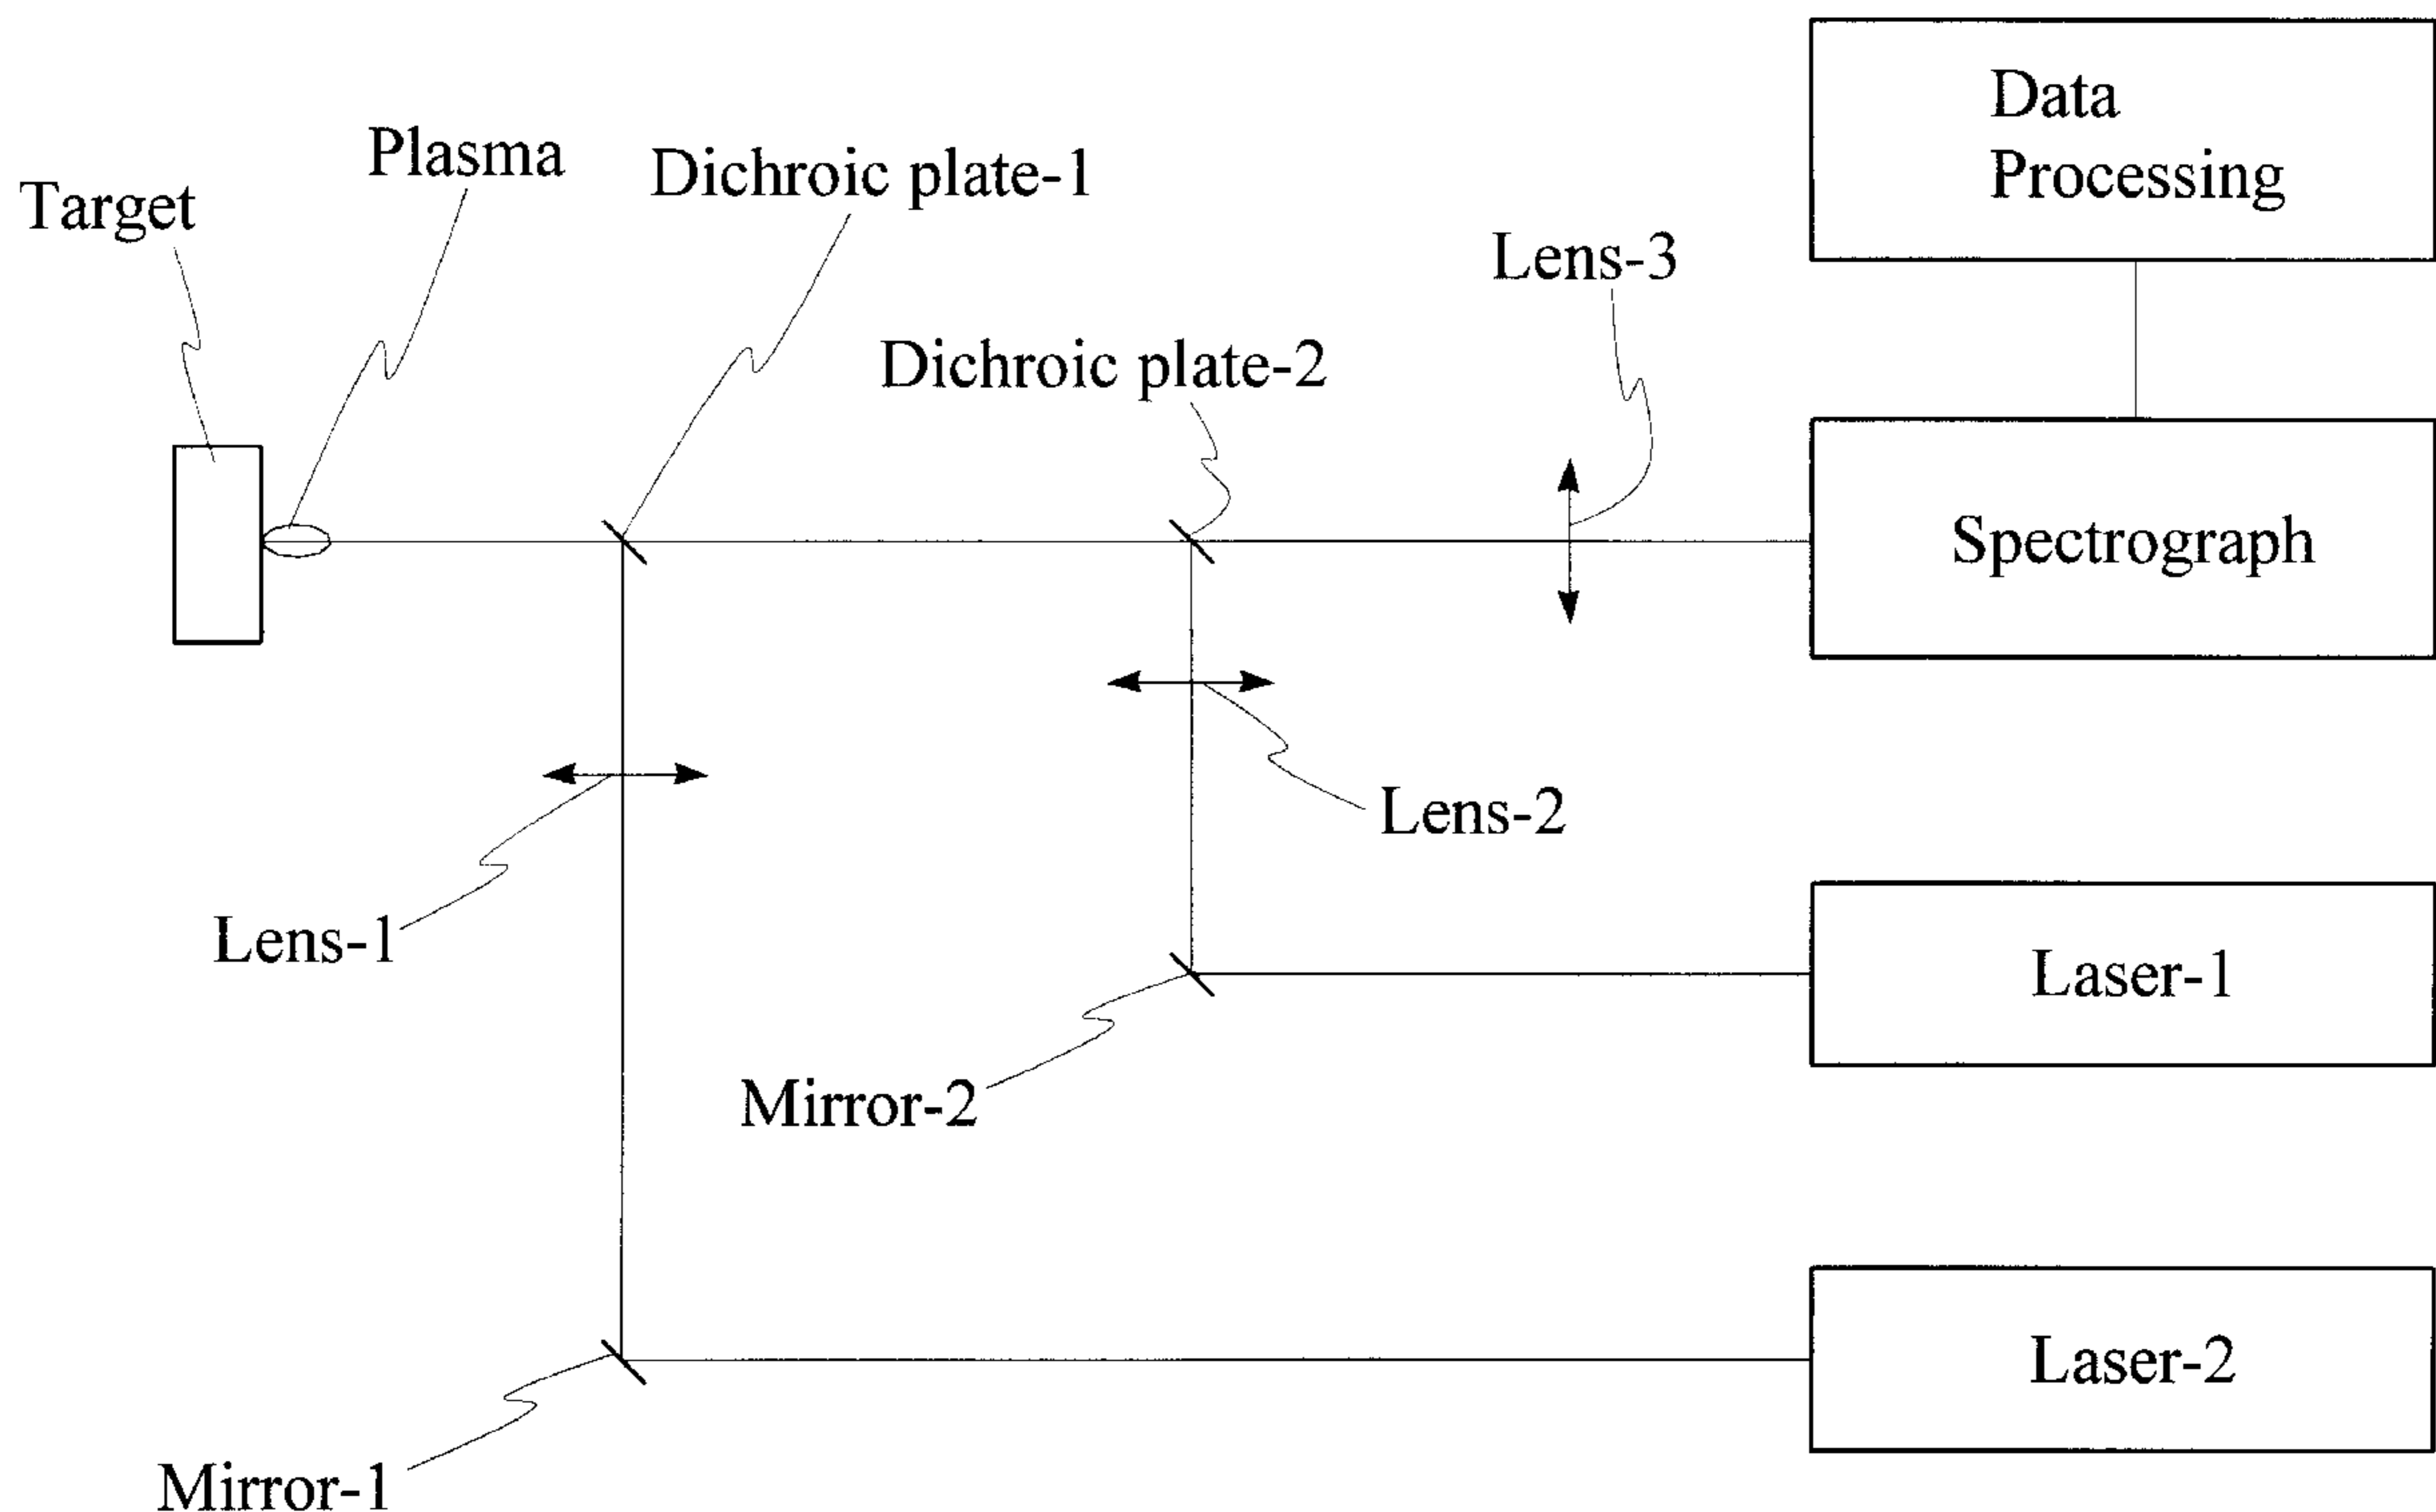 Data
Processing
Plasma
Dichroic plate-1
Target
Lens-3
Dichroic plate-2
Spectrograph
Lens-2
Lens-1
Laser-1
Mirror-2
Laser-2
Mirror-1